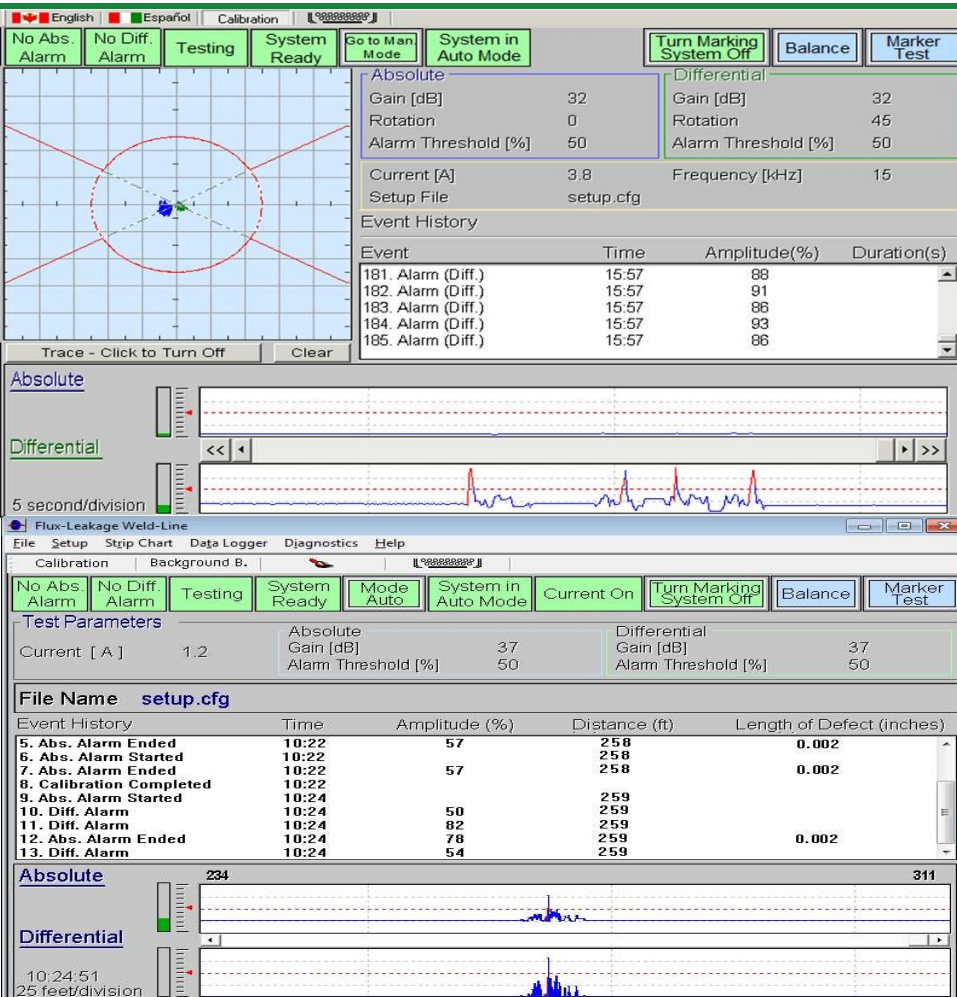 English Español Calibration
No Abs. Alarm No Diff. Alarm Testing System Ready Go to Man. Mode System in Auto Mode Turn Marking System Off Balance Marker Test
Absolute Differential
Gain [dB] 32 Gain [dB] 32
Rotation 0 Rotation 45
Alarm Threshold [%] 50 Alarm Threshold [%] 50
Current [A] 3.8 Frequency [kHz] 15
Setup File setup.cfg
Event History
Event Time Amplitude(%) Duration(s)
181. Alarm (Diff.) 15:57 88
182. Alarm (Diff.) 15:57 91
183. Alarm (Diff.) 15:57 86
184. Alarm (Diff.) 15:57 93
185. Alarm (Diff.) 15:57 86
Trace - Click to Turn Off Clear
Absolute
Differential << >>
5 second/division
Flux-Leakage Weld-Line
File Setup Strip Chart Data Logger Diagnostics Help
Calibration Background B.
No Abs. Alarm No Diff. Alarm Testing System Ready Mode Auto System in Auto Mode Current On Turn Marking System Off Balance Marker Test
Test Parameters
Absolute Differential
Current [ A ] 1.2 Gain [dB] 37 Gain [dB] 37
Alarm Threshold [%] 50 Alarm Threshold [%] 50
File Name setup.cfg
Event History Time Amplitude (%) Distance (ft) Length of Defect (inches)
5. Abs. Alarm Ended 10:22 57 258 0.002
6. Abs. Alarm Started 10:22 258
7. Abs. Alarm Ended 10:22 57 258 0.002
8. Calibration Completed 10:22
9. Abs. Alarm Started 10:24 259
10. Diff. Alarm 10:24 50 259
11. Diff. Alarm 10:24 82 259
12. Abs. Alarm Ended 10:24 78 259 0.002
13. Diff. Alarm 10:24 54 259
Absolute 234 311
Differential
10:24:51
25 feet/division